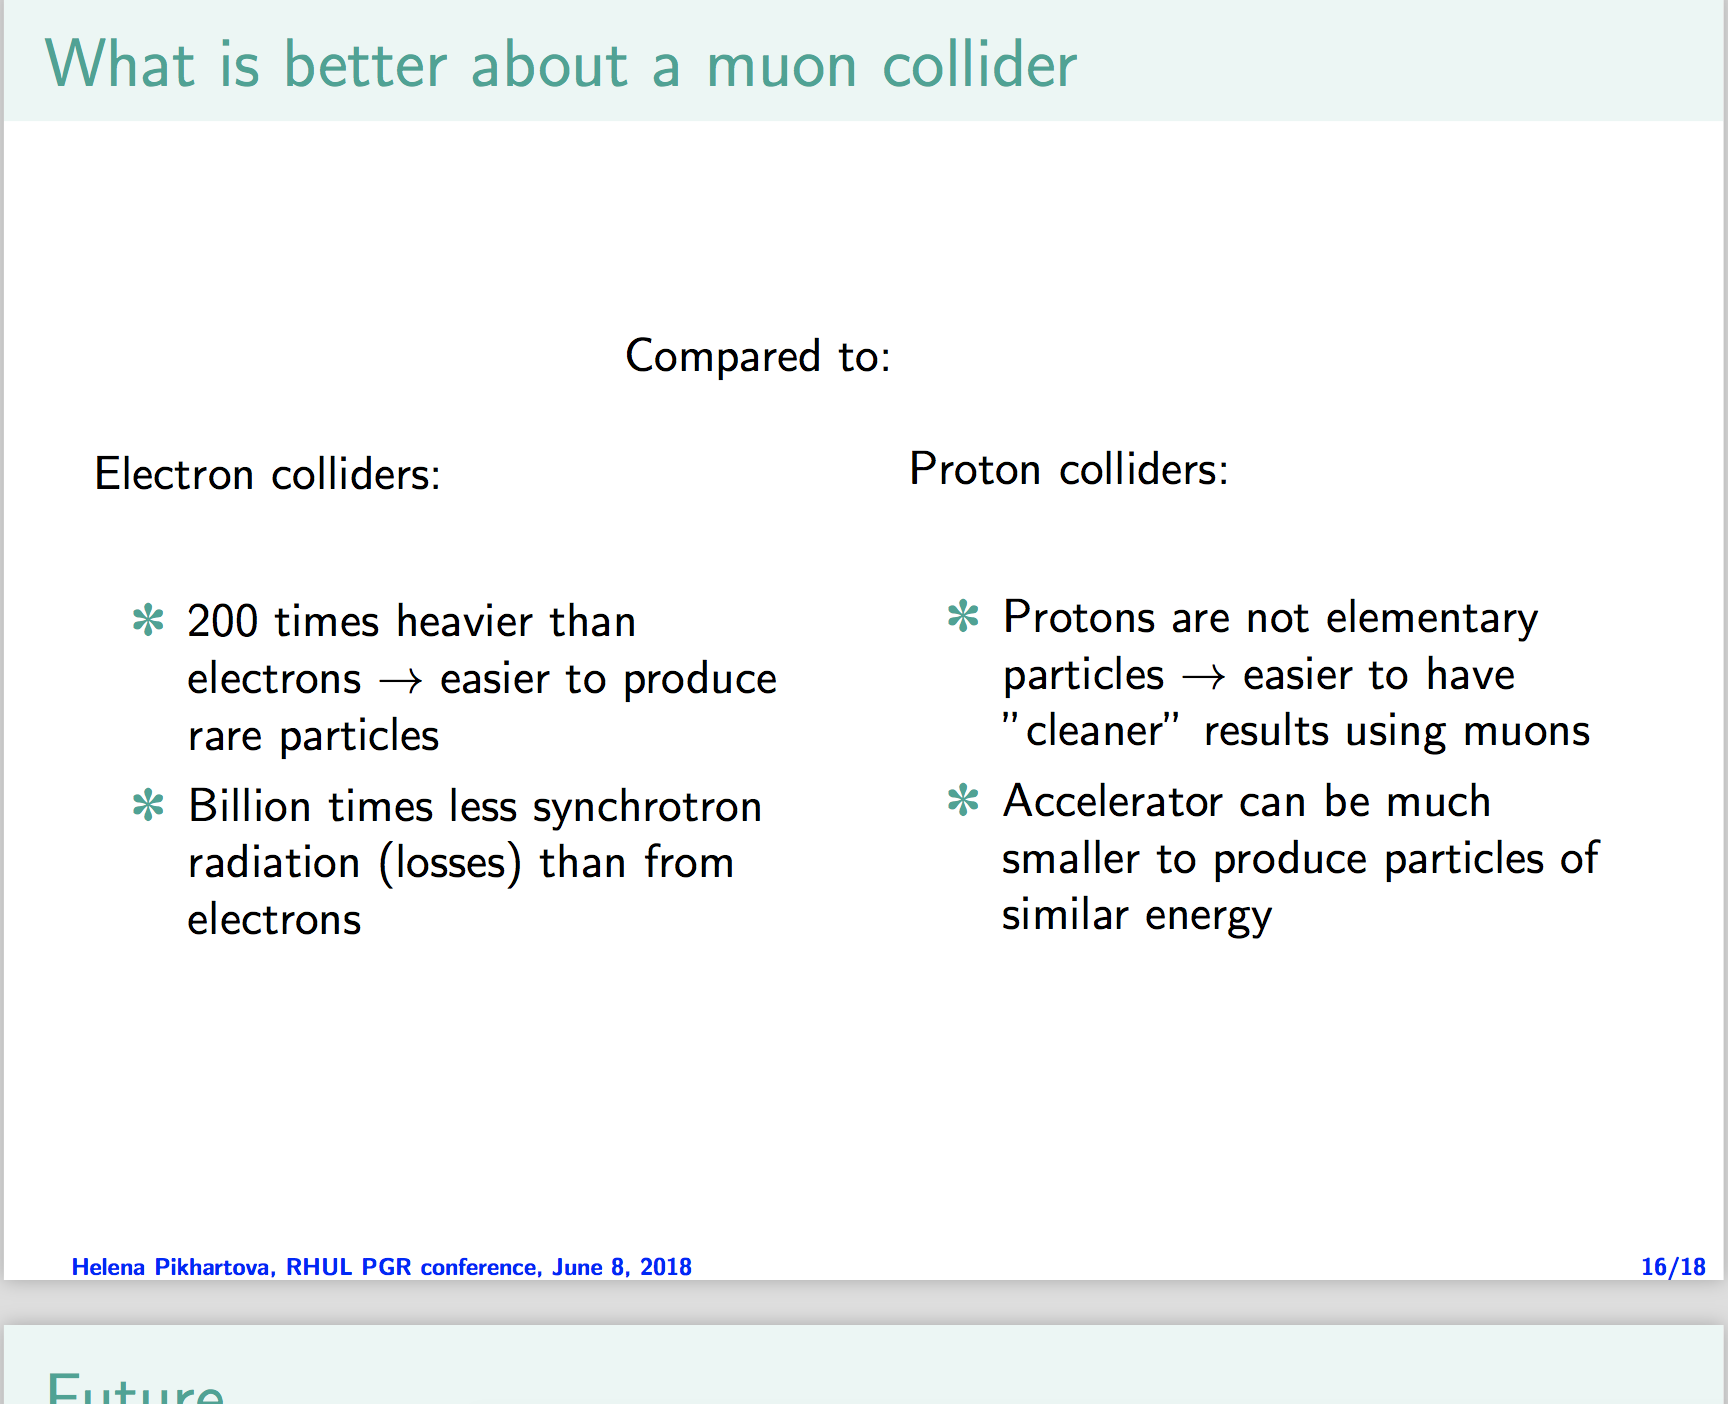 What is better about a muon collider
Compared to:
Electron colliders:
✻ 200 times heavier than
electrons → easier to produce
rare particles
✻ Billion times less synchrotron
radiation (losses) than from
electrons
Proton colliders:
✻ Protons are not elementary
particles → easier to have
”cleaner” results using muons
✻ Accelerator can be much
smaller to produce particles of
similar energy
Helena Pikhartova, RHUL PGR conference, June 8, 2018
16/18
Future